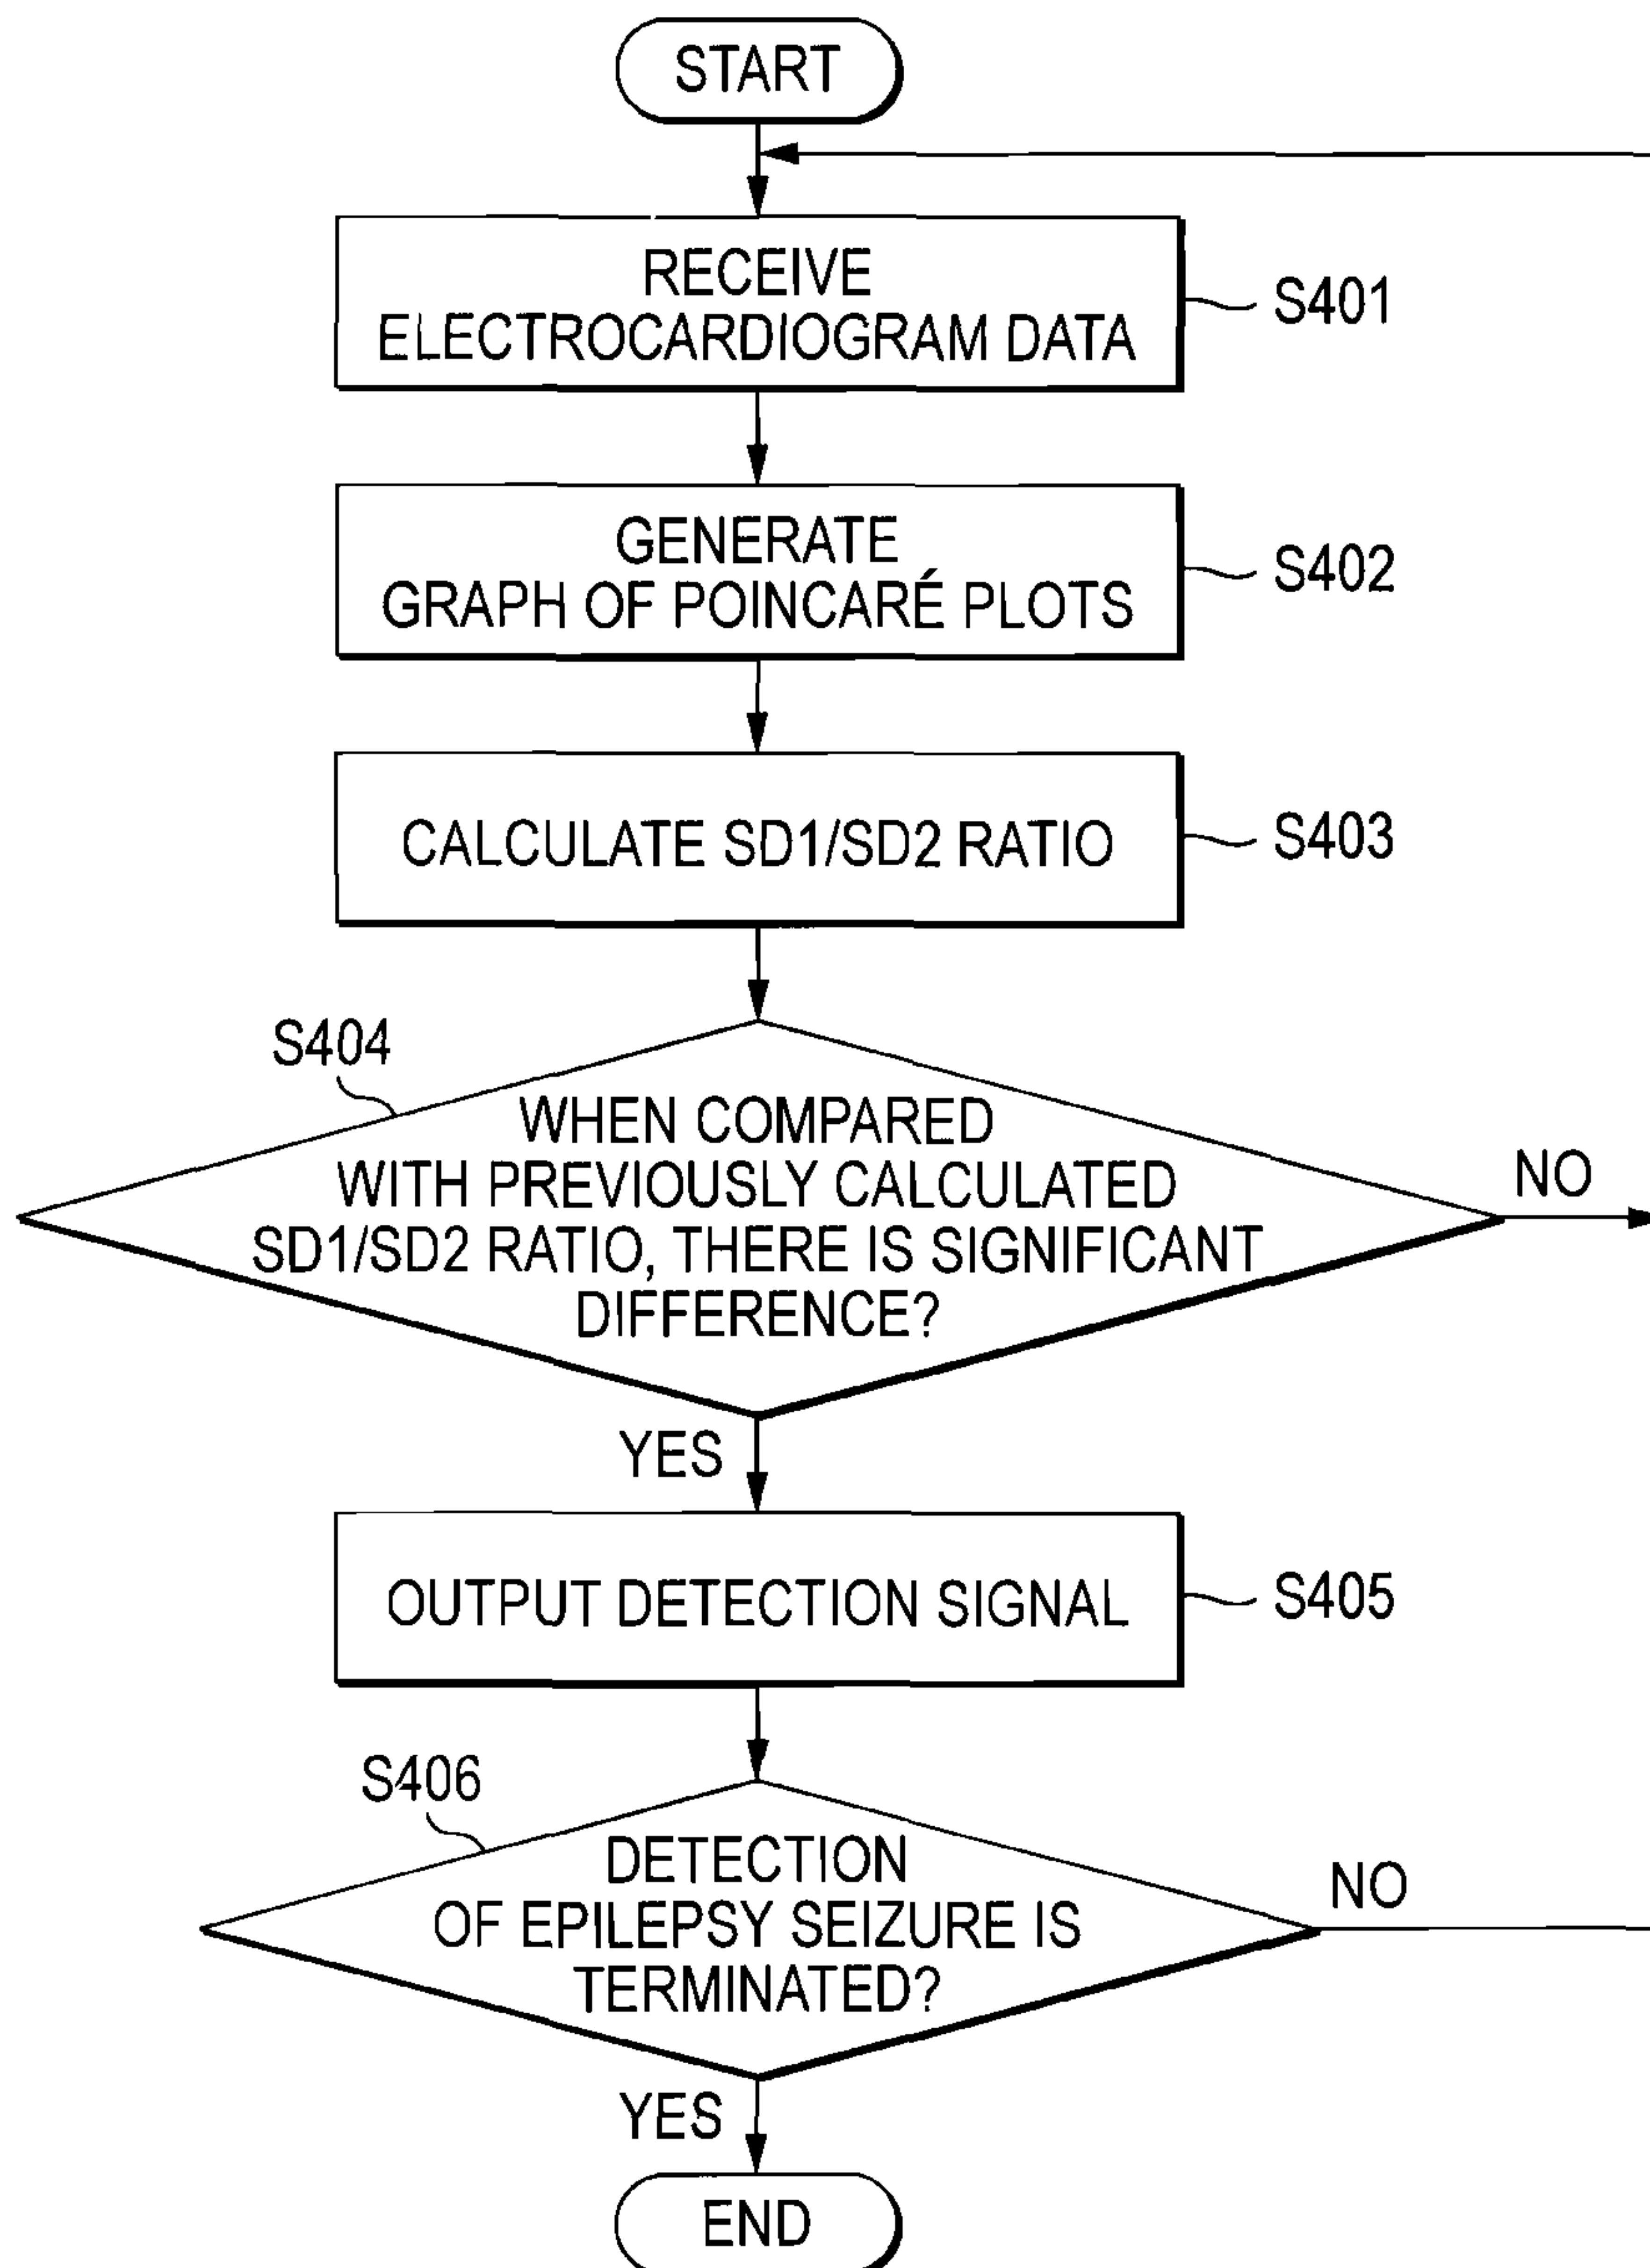 START
RECEIVE
ELECTROCARDIOGRAM DATA
S401
GENERATE
GRAPH OF POINCARÉ PLOTS
S402
CALCULATE SD1/SD2 RATIO
S403
S404
WHEN COMPARED
WITH PREVIOUSLY CALCULATED
SD1/SD2 RATIO, THERE IS SIGNIFICANT
DIFFERENCE?
NO
YES
OUTPUT DETECTION SIGNAL
S405
S406
DETECTION
OF EPILEPSY SEIZURE IS
TERMINATED?
NO
YES
END